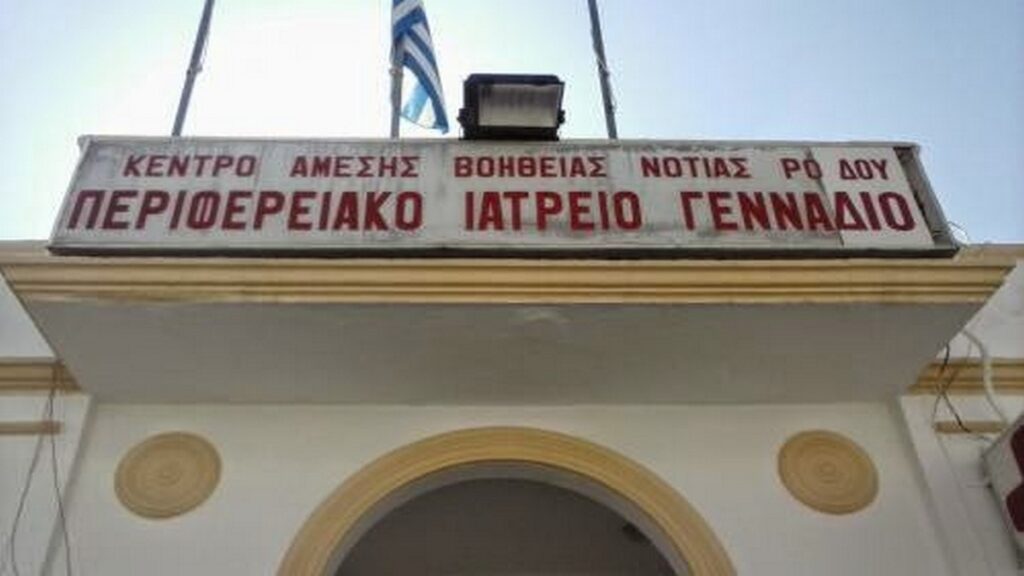 ΚΕΝΤΡΟ ΑΜΕΣΗΣ ΒΟΗΘΕΙΑΣ ΝΟΤΙΑΣ ΡΟΔΟΥ
ΠΕΡΙΦΕΡΕΙΑΚΟ ΙΑΤΡΕΙΟ ΓΕΝΝΑΔΙΟ